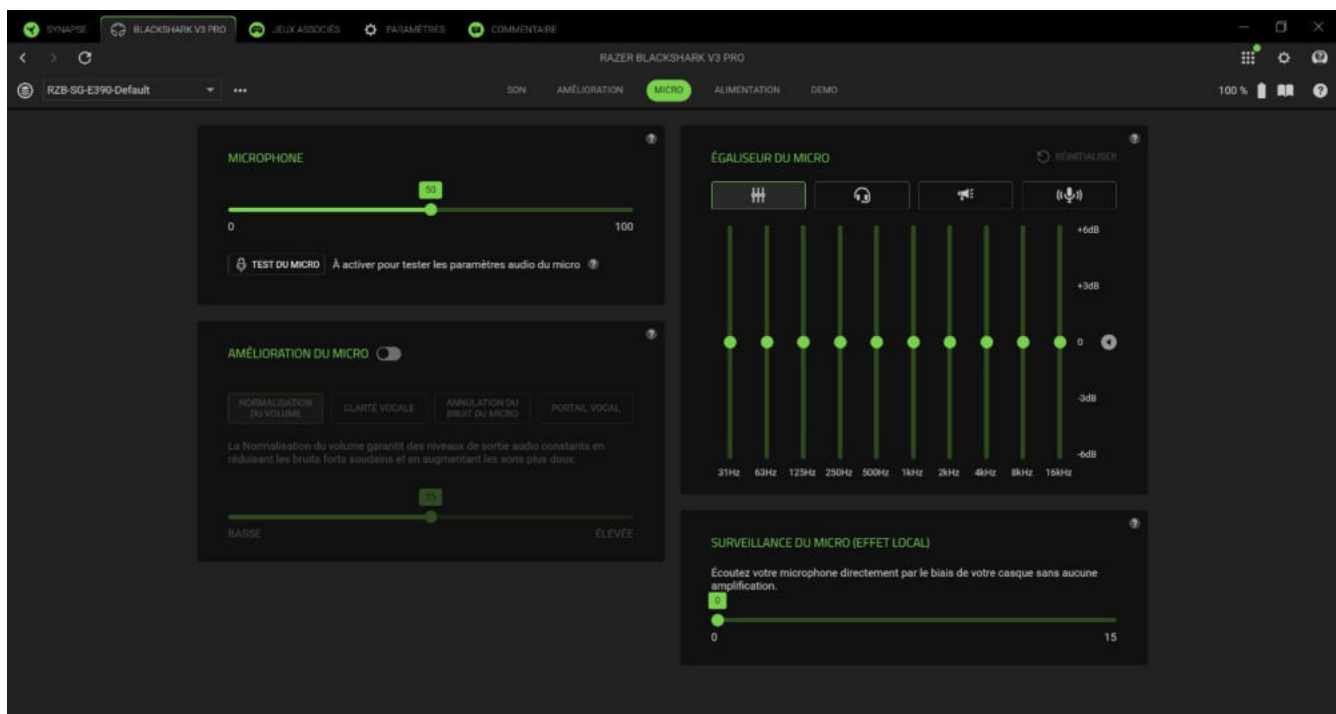 SYNAPSE
BLACKSHARK V3 PRO
JEUX ASSOCIÉS
PARAMÈTRES
COMMENTAIRE
RAZER BLACKSHARK V3 PRO
RZB-SG-E390-Default
SON
AMÉLIORATION
MICRO
ALIMENTATION
DEMO
100 %
MICROPHONE
50
0
100
TEST DU MICRO
À activer pour tester les paramètres audio du micro
AMÉLIORATION DU MICRO
NORMALISATION
DU VOLUME
CLARTÉ VOCALE
ANNULATION DU
BRUIT DU MICRO
PORTAIL VOCAL
La Normalisation du volume garantit des niveaux de sortie audio constants en
réduisant les bruits forts soudains et en augmentant les sons plus doux.
BASSE
ÉLEVÉE
ÉGALISEUR DU MICRO
RÉINITIALISER
+6dB
+3dB
0
-3dB
-6dB
31Hz
63Hz
125Hz
250Hz
500Hz
1kHz
2kHz
4kHz
8kHz
16kHz
SURVEILLANCE DU MICRO (EFFET LOCAL)
Écoutez votre microphone directement par le biais de votre casque sans aucune
amplification.
0
0
15